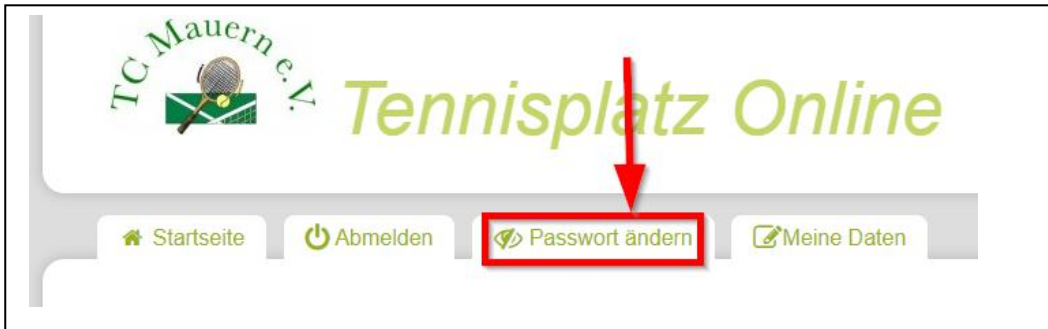 TC Mauern e.V.
Tennisplatz Online
Startseite
Abmelden
Passwort ändern
Meine Daten